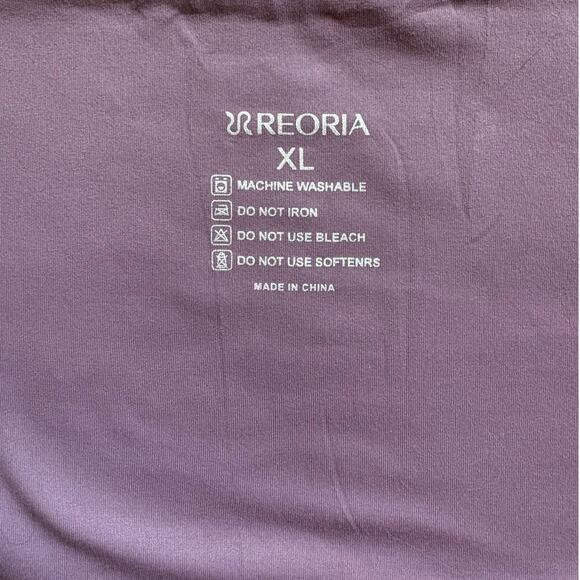 REORIA
XL
MACHINE WASHABLE
DO NOT IRON
DO NOT USE BLEACH
DO NOT USE SOFTENRS
MADE IN CHINA